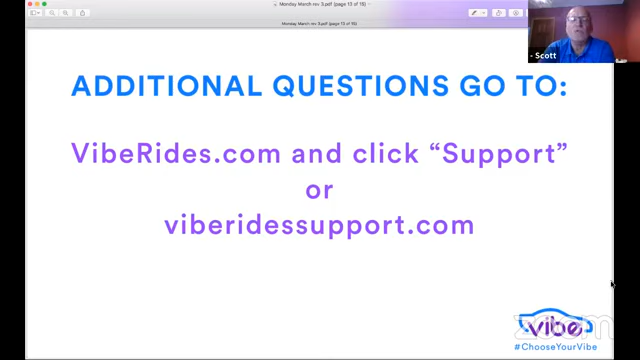 Monday March rev 3.pdf (page 13 of 15)
Monday March rev 3.pdf (page 13 of 15)
- Scott
ADDITIONAL QUESTIONS GO TO:
VibeRides.com and click “Support”
or
viberidessupport.com
zoom
vibe
#ChooseYourVibe